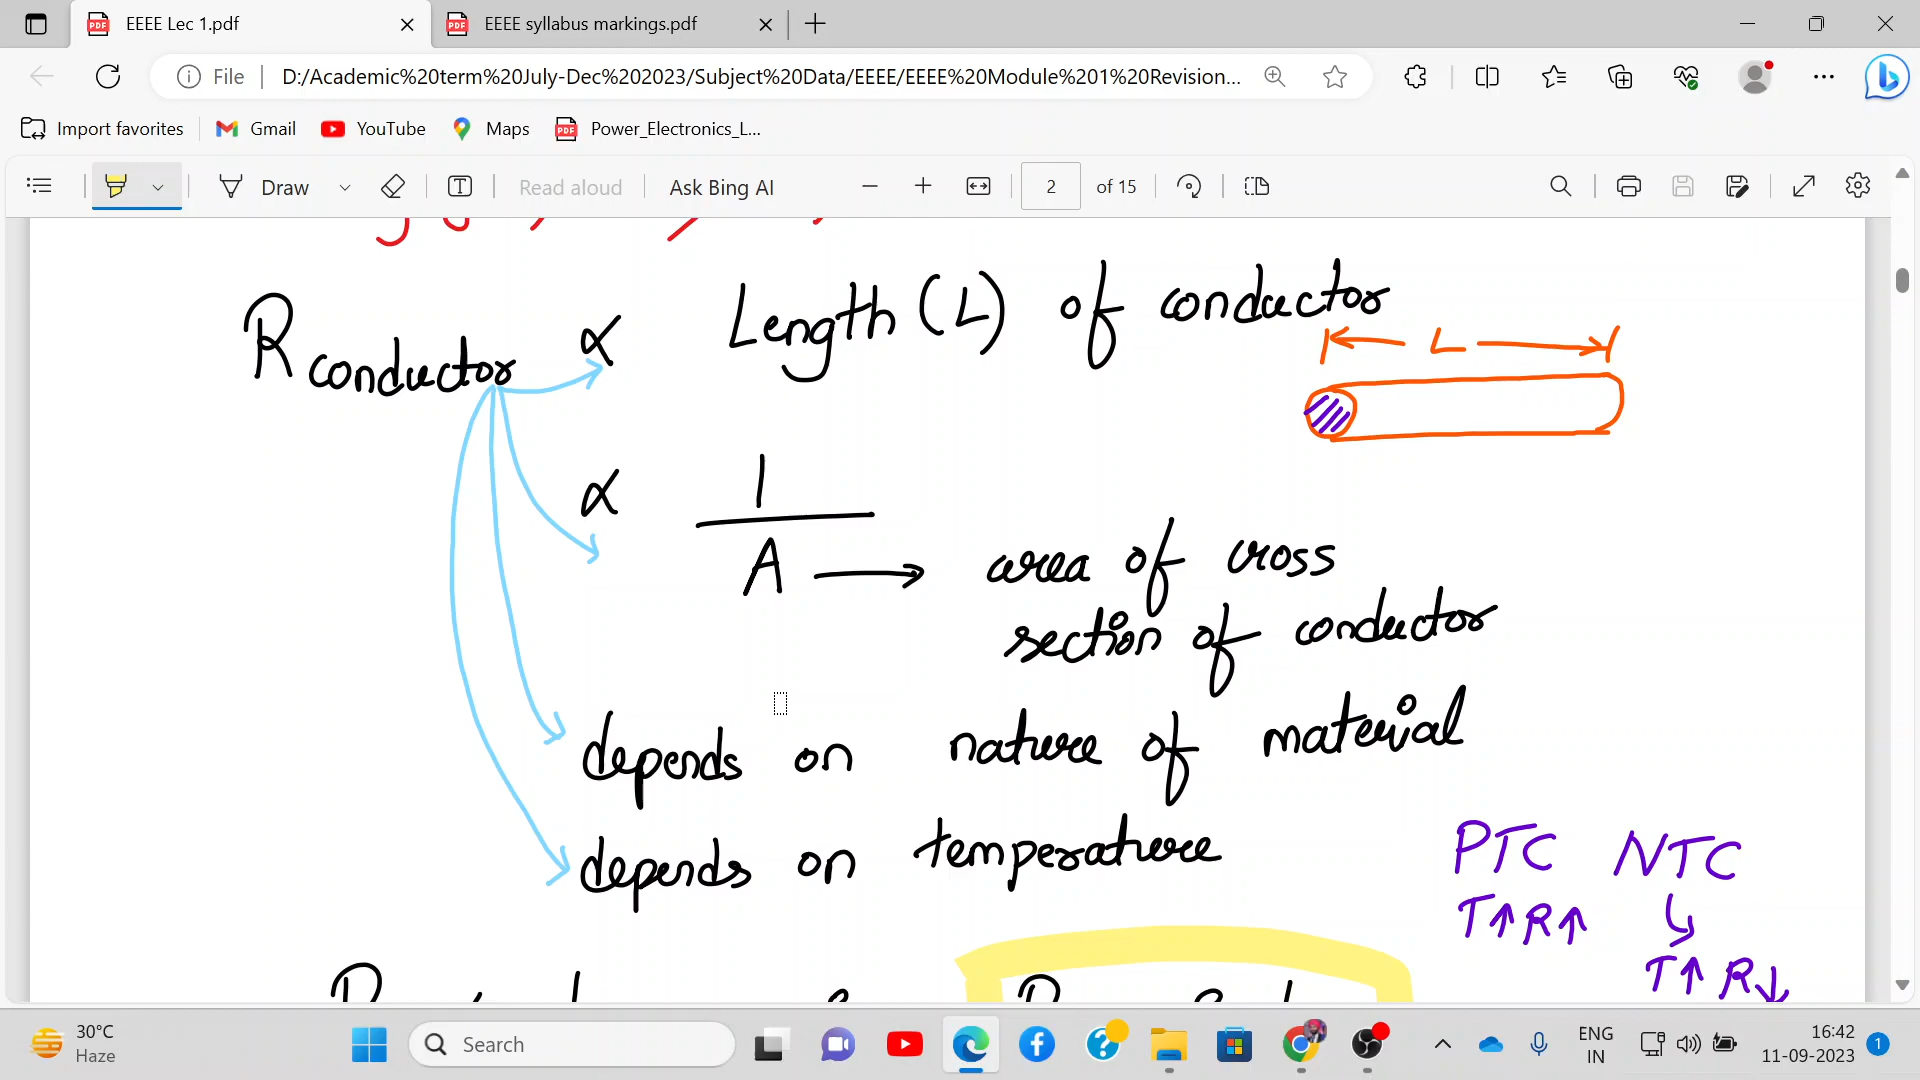 EEEE Lec 1.pdf
EEEE syllabus markings.pdf
File
D:/Academic%20term%20July-Dec%202023/Subject%20Data/EEEE/EEEE%20Module%201%20Revision...
Import favorites
Gmail
YouTube
Maps
Power_Electronics_L...
Draw
Read aloud
Ask Bing AI
2
of 15
R conductor α Length (L) of conductor
L
α 1
A → area of cross
section of conductor
depends on nature of material
depends on temperature
PTC NTC
T↑ R↑ ↳
T↑ R↓
30°C
Haze
Search
ENG
IN
16:42
11-09-2023
1